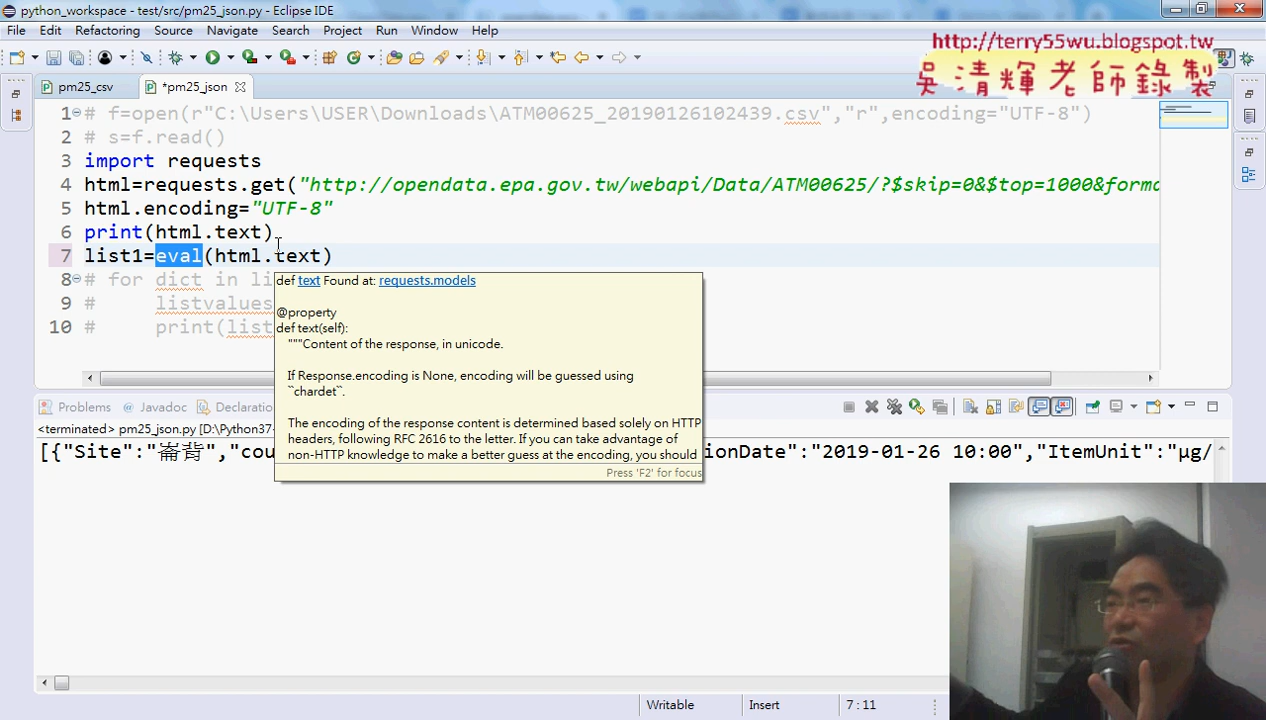 python_workspace - test/src/pm25_json.py - Eclipse IDE
File Edit Refactoring Source Navigate Search Project Run Window Help
http://terry55wu.blogspot.tw
吳清輝老師錄製
pm25_csv *pm25_json
1 # f=open(r"C:\Users\USER\Downloads\ATM00625_20190126102439.csv","r",encoding="UTF-8")
2 # s=f.read()
3 import requests
4 html=requests.get("http://opendata.epa.gov.tw/webapi/Data/ATM00625/?$skip=0&$top=1000&forma
5 html.encoding="UTF-8"
6 print(html.text)
7 list1=eval(html.text)
8 # for dict in li
9 # listvalues
10 # print(list
def text Found at: requests.models
@property
def text(self):
"""Content of the response, in unicode.
If Response.encoding is None, encoding will be guessed using
``chardet``.
The encoding of the response content is determined based solely on HTTP
headers, following RFC 2616 to the letter. If you can take advantage of
non-HTTP knowledge to make a better guess at the encoding, you should
Press 'F2' for focus
Problems @ Javadoc Declaratio
<terminated> pm25_json.py [D:\Python37-
[{"Site":"崙背","cou ionDate":"2019-01-26 10:00","ItemUnit":"μg/
Writable Insert 7 : 11